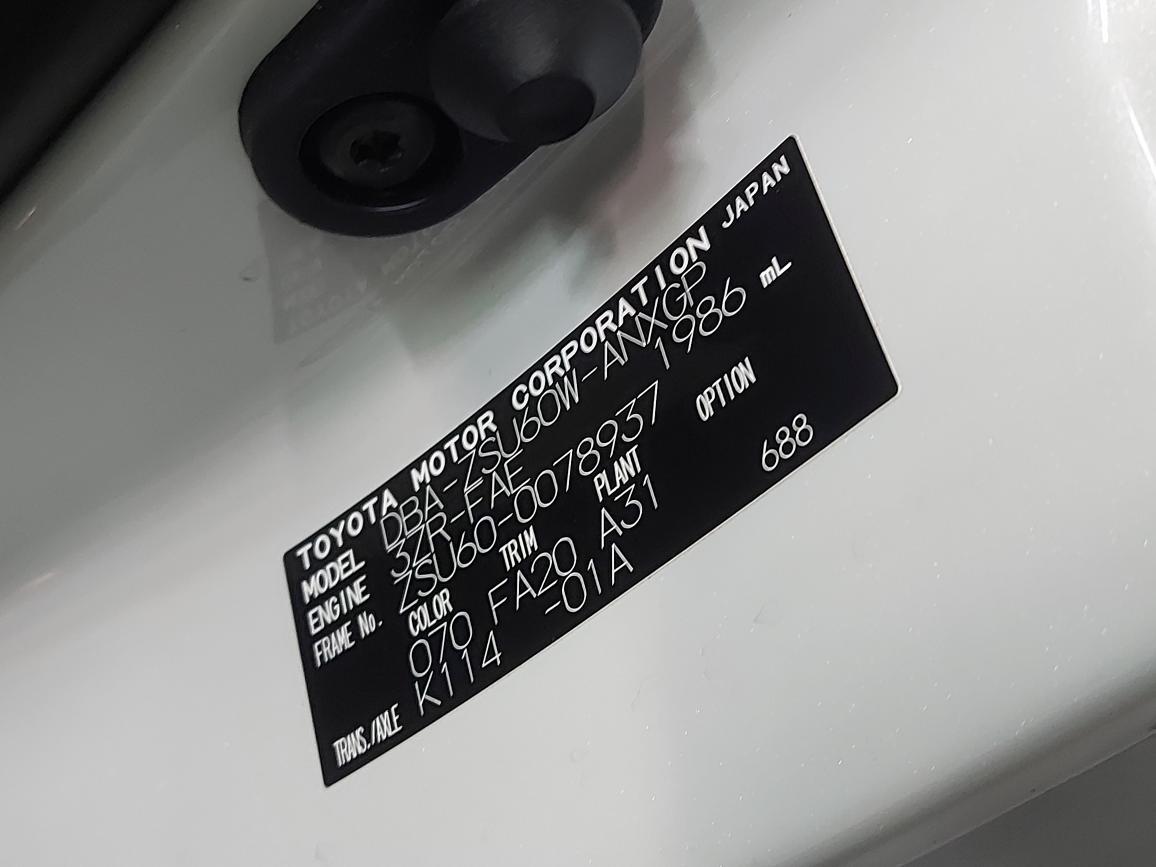 TOYOTA MOTOR CORPORATION JAPAN
MODEL DBA-ZSU60W-ANXGP
ENGINE 3ZR-FAE 1986 mL
FRAME No. ZSU60-0078937
COLOR TRIM PLANT OPTION
070 FA20 A31 688
TRANS./AXLE K114 -01A